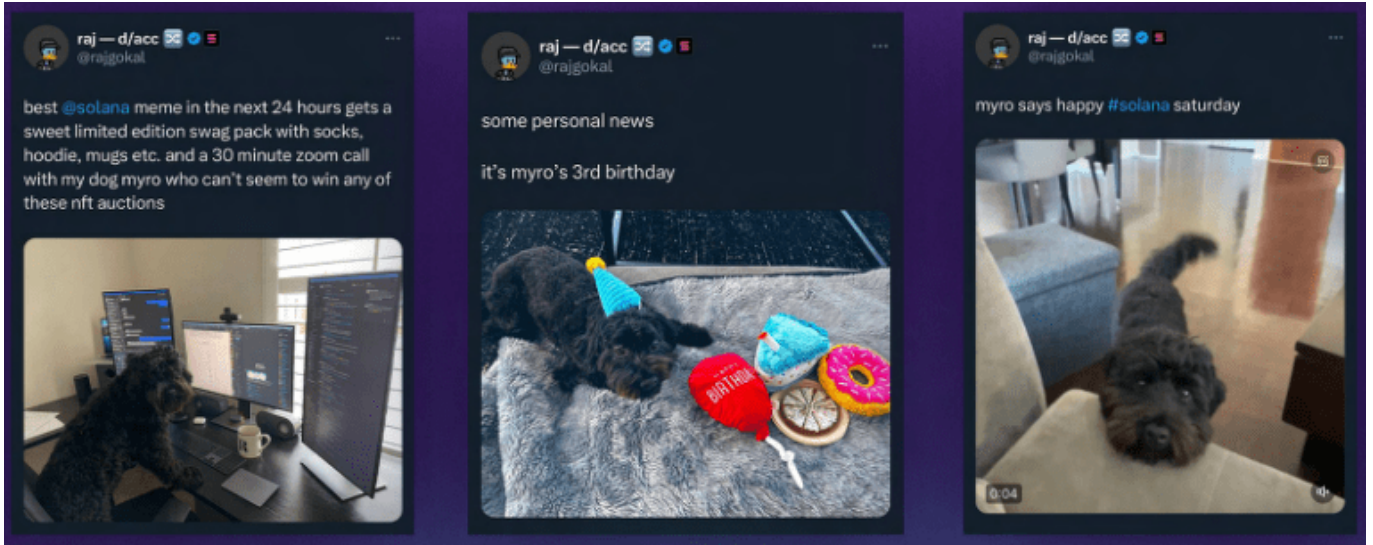 raj — d/acc
@rajgokal
best @solana meme in the next 24 hours gets a
sweet limited edition swag pack with socks,
hoodie, mugs etc. and a 30 minute zoom call
with my dog myro who can't seem to win any of
these nft auctions
raj — d/acc
@rajgokal
some personal news
it's myro's 3rd birthday
HAPPY
BIRTHDA
raj — d/acc
@rajgokal
myro says happy #solana saturday
0:04